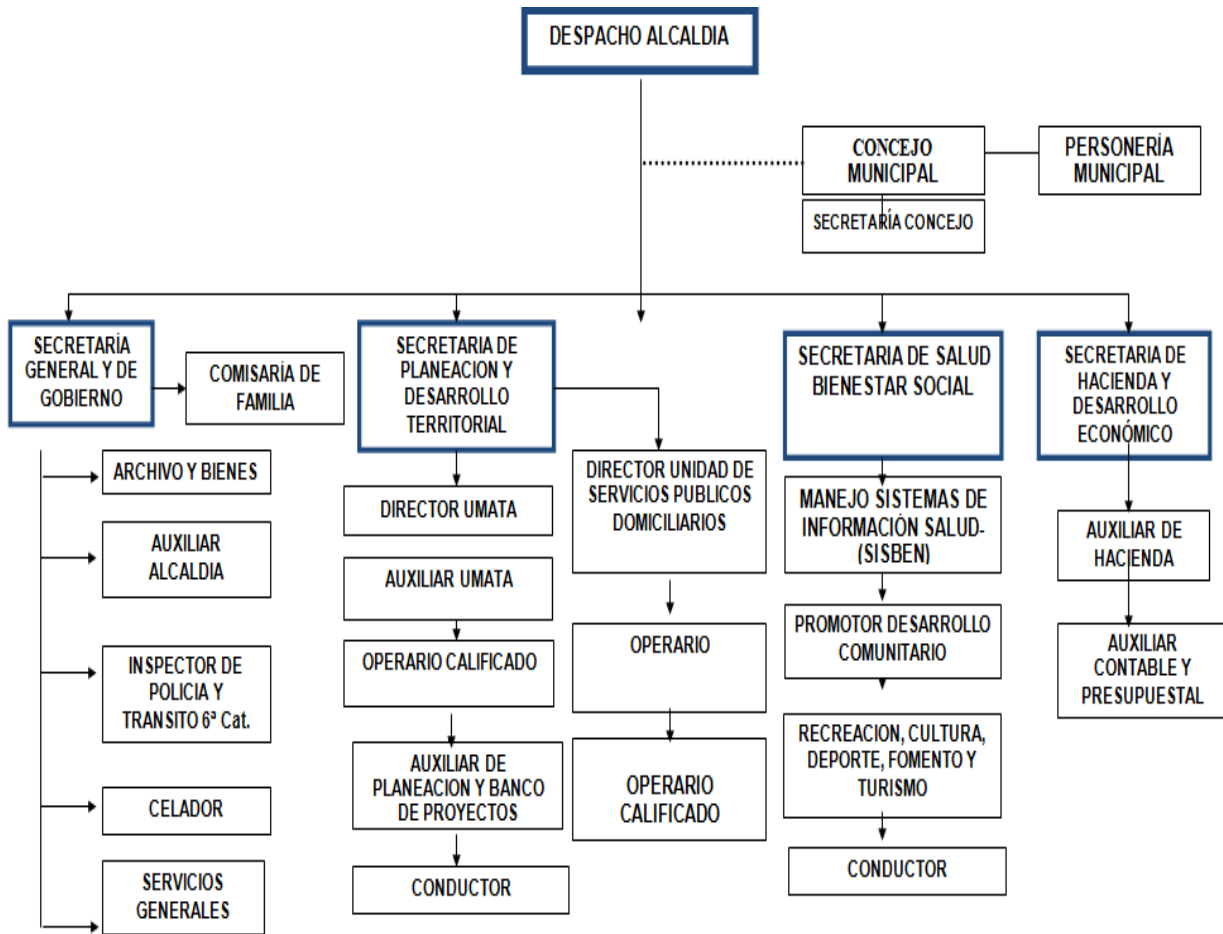 DESPACHO ALCALDIA
CONCEJO
MUNICIPAL
PERSONERÍA
MUNICIPAL
SECRETARÍA CONCEJO
SECRETARÍA
GENERAL Y DE
GOBIERNO
COMISARÍA DE
FAMILIA
ARCHIVO Y BIENES
AUXILIAR
ALCALDIA
INSPECTOR DE
POLICIA Y
TRANSITO 6ª Cat.
CELADOR
SERVICIOS
GENERALES
SECRETARIA DE
PLANEACION Y
DESARROLLO
TERRITORIAL
DIRECTOR UMATA
AUXILIAR UMATA
OPERARIO CALIFICADO
AUXILIAR DE
PLANEACION Y BANCO
DE PROYECTOS
CONDUCTOR
DIRECTOR UNIDAD DE
SERVICIOS PUBLICOS
DOMICILIARIOS
OPERARIO
OPERARIO
CALIFICADO
SECRETARIA DE SALUD
BIENESTAR SOCIAL
MANEJO SISTEMAS DE
INFORMACIÓN SALUD-
(SISBEN)
PROMOTOR DESARROLLO
COMUNITARIO
RECREACION, CULTURA,
DEPORTE, FOMENTO Y
TURISMO
CONDUCTOR
SECRETARIA DE
HACIENDA Y
DESARROLLO
ECONÓMICO
AUXILIAR DE
HACIENDA
AUXILIAR
CONTABLE Y
PRESUPUESTAL